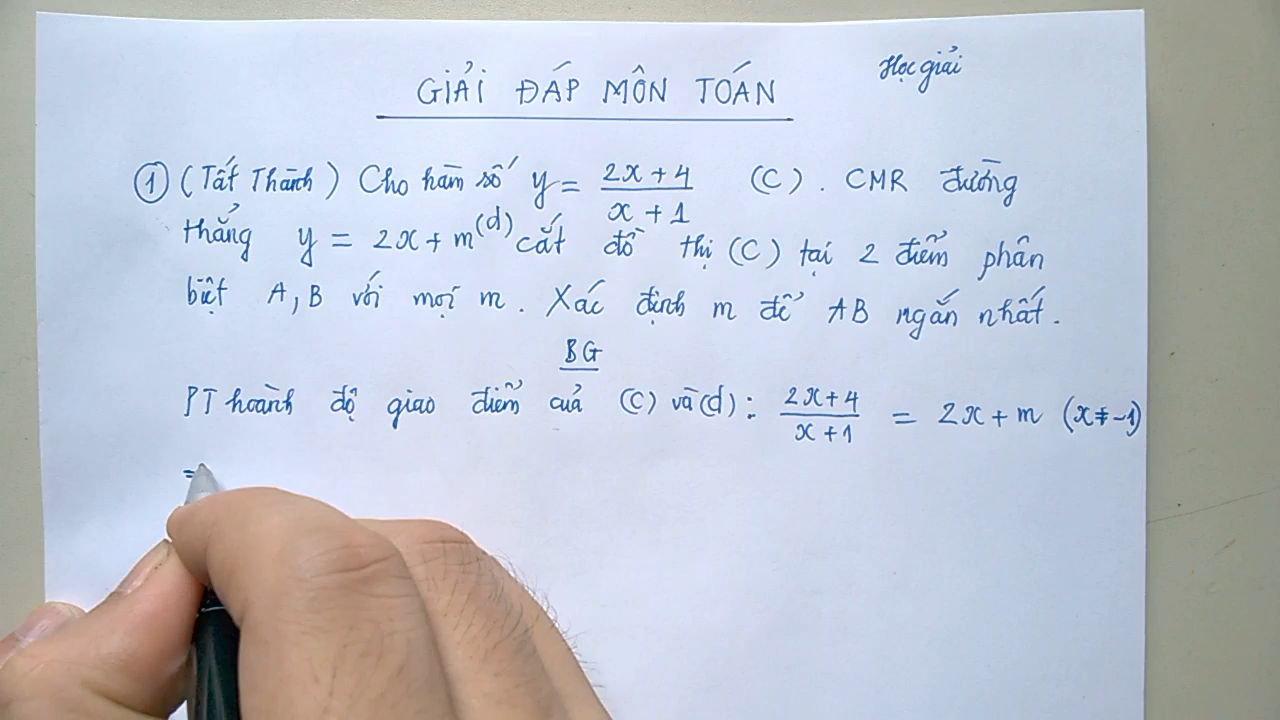 Học giải
GIẢI ĐÁP MÔN TOÁN
① (Tất Thành) Cho hàm số y = \frac{2x+4}{x+1} (C). CMR đường
thẳng y = 2x + m (d) cắt đồ thị (C) tại 2 điểm phân
biệt A, B với mọi m. Xác định m để AB ngắn nhất.
BG
PT hoành độ giao điểm của (C) và (d): \frac{2x+4}{x+1} = 2x + m (x ≠ -1)
=